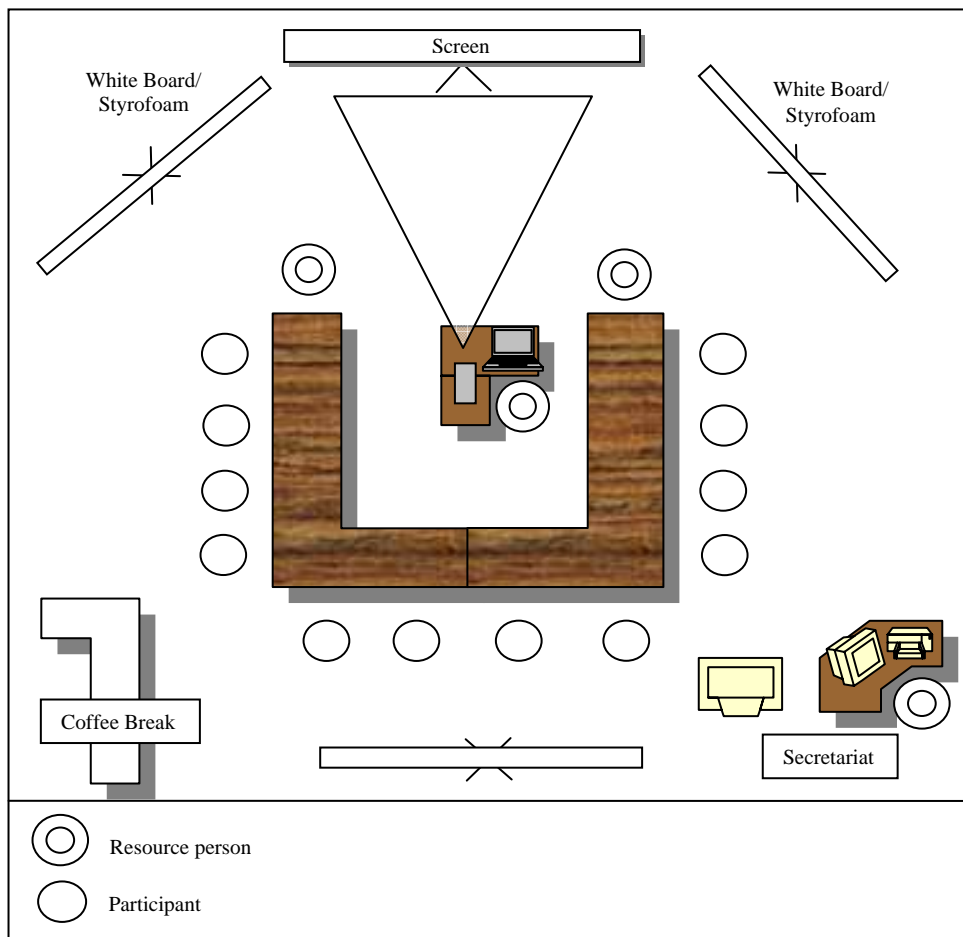 Screen
White Board/
Styrofoam
White Board/
Styrofoam
Coffee Break
Secretariat
Resource person
Participant